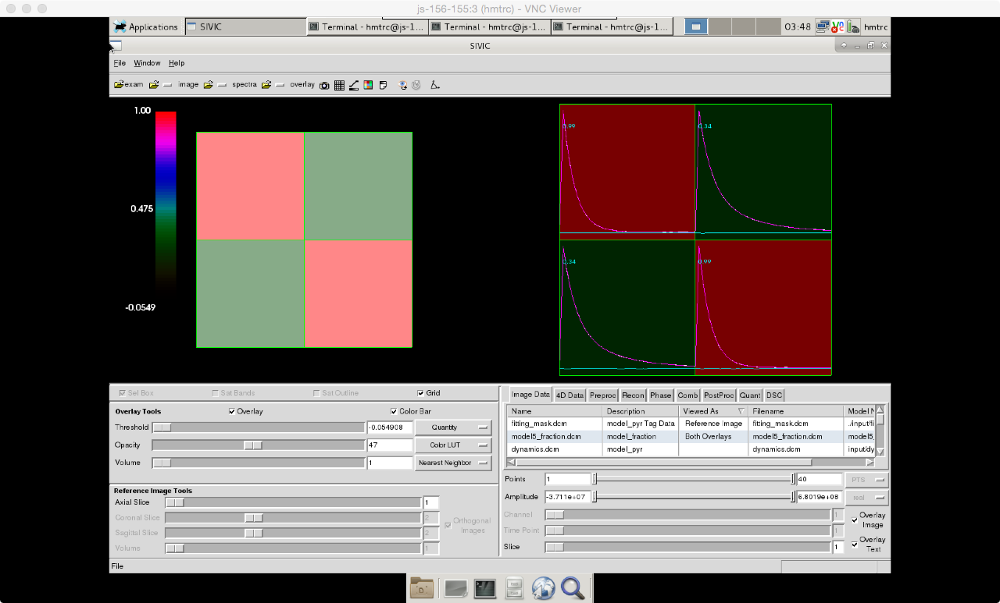 js-156-155:3 (hmtrc) - VNC Viewer
Applications SIVIC Terminal - hmtrc@js-1... Terminal - hmtrc@js-1... Terminal - hmtrc@js-1... 03:48 hmtrc
SIVIC
File Window Help
exam image spectra overlay
1.00
0.475
-0.0549
0.99 0.34
0.34 0.99
Sel Box Sat Bands Sat Outline Grid
Overlay Tools Overlay Color Bar
Threshold -0.054908 Quantity
Opacity 47 Color LUT
Volume 1 Nearest Neighbor
Reference Image Tools
Axial Slice 1
Coronal Slice 2
Sagittal Slice 2
Orthogonal
Images
Volume 1
Image Data 4D Data Preproc Recon Phase Comb PostProc Quant DSC
Name Description Viewed As Filename Model N
fitting_mask.dcm model_pyr Tag Data Reference Image fitting_mask.dcm ./input/fi
model5_fraction.dcm model_fraction Both Overlays model5_fraction.dcm model5_
dynamics.dcm model_pyr dynamics.dcm input/dy
Points 1 40 PTS
Amplitude -3.711e+07 6.8019e+08 real
Channel 1
Overlay
Image
Time Point 1
Slice 1
Overlay
Text
File